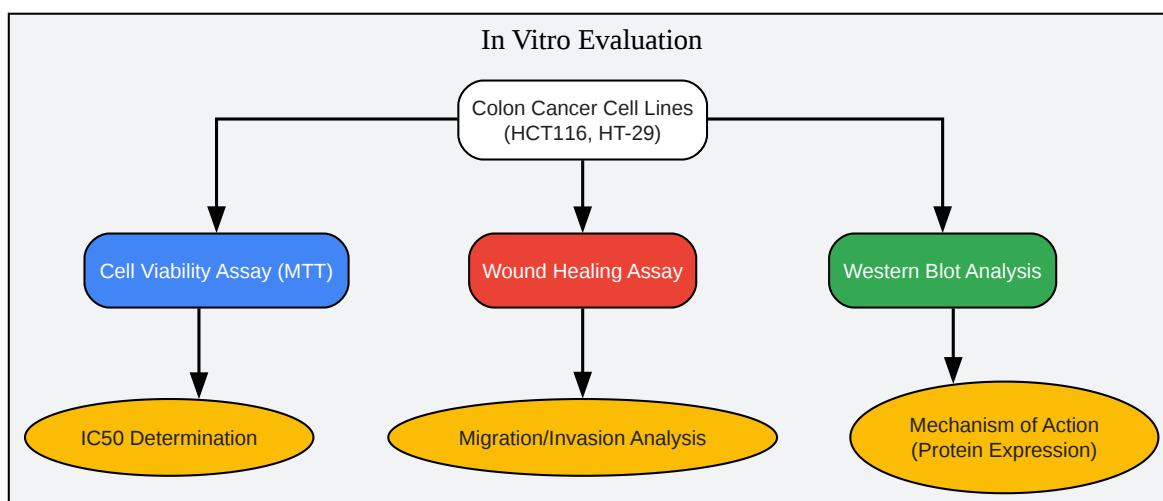 In Vitro Evaluation
Colon Cancer Cell Lines
(HCT116, HT-29)
Cell Viability Assay (MTT)
Wound Healing Assay
Western Blot Analysis
IC50 Determination
Migration/Invasion Analysis
Mechanism of Action
(Protein Expression)